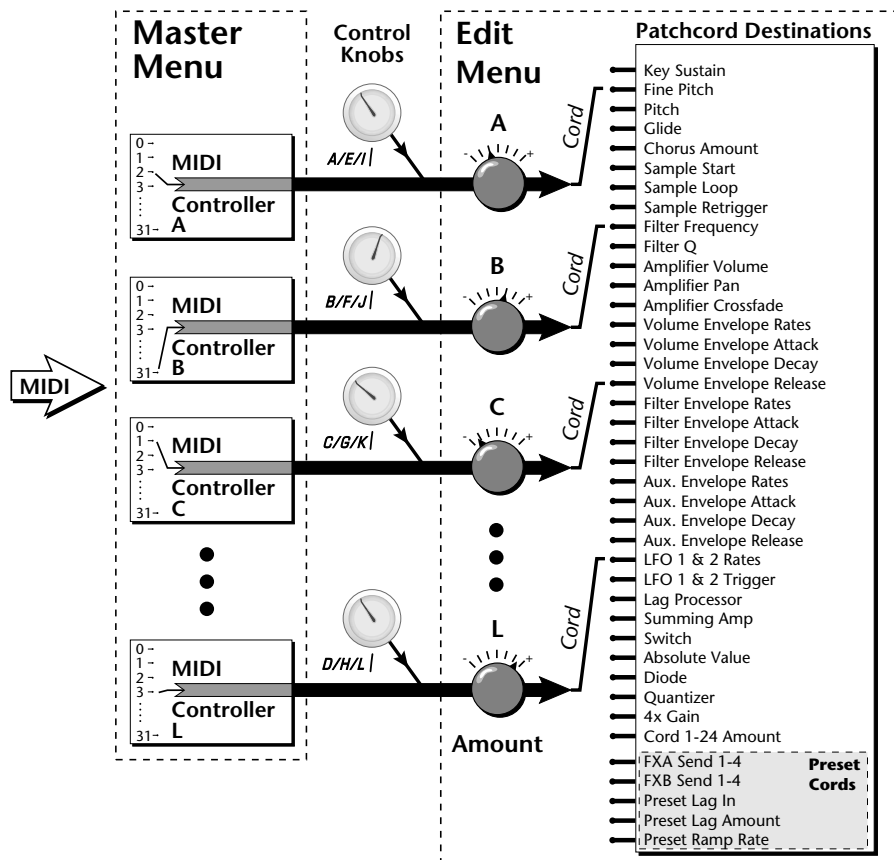 Master
Menu
Control
Knobs
Edit
Menu
Patchcord Destinations
MIDI
0
1
2
3
31
MIDI
Controller
A
A/E/I
A
- +
Cord
0
1
2
3
31
MIDI
Controller
B
B/F/J
B
- +
Cord
0
1
2
3
31
MIDI
Controller
C
C/G/K
C
- +
Cord
0
1
2
3
31
MIDI
Controller
L
D/H/L
L
- +
Cord
Amount
Key Sustain
Fine Pitch
Pitch
Glide
Chorus Amount
Sample Start
Sample Loop
Sample Retrigger
Filter Frequency
Filter Q
Amplifier Volume
Amplifier Pan
Amplifier Crossfade
Volume Envelope Rates
Volume Envelope Attack
Volume Envelope Decay
Volume Envelope Release
Filter Envelope Rates
Filter Envelope Attack
Filter Envelope Decay
Filter Envelope Release
Aux. Envelope Rates
Aux. Envelope Attack
Aux. Envelope Decay
Aux. Envelope Release
LFO 1 & 2 Rates
LFO 1 & 2 Trigger
Lag Processor
Summing Amp
Switch
Absolute Value
Diode
Quantizer
4x Gain
Cord 1-24 Amount
FXA Send 1-4
FXB Send 1-4
Preset Lag In
Preset Lag Amount
Preset Ramp Rate
Preset
Cords